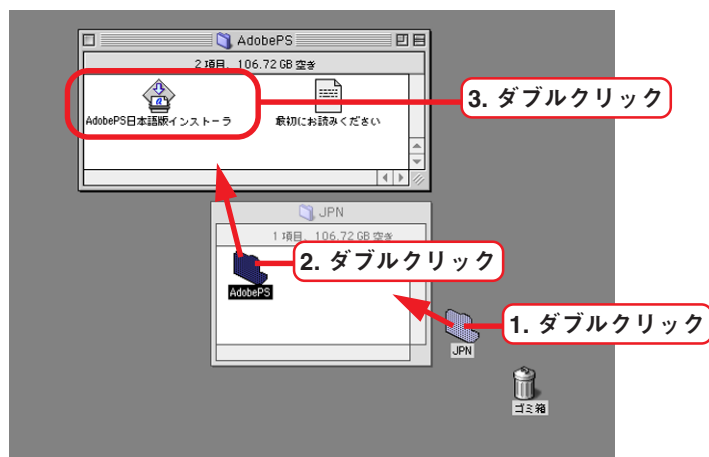 AdobePS
2 項目、106.72 GB 空き
AdobePS日本語版インストーラ
最初にお読みください
3. ダブルクリック
JPN
1 項目、106.72 GB 空き
2. ダブルクリック
AdobePS
1. ダブルクリック
JPN
ゴミ箱